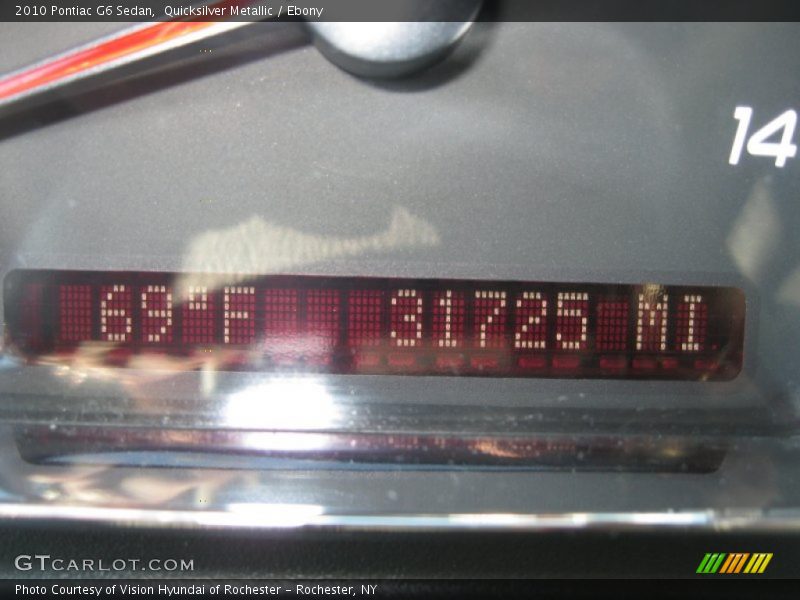 2010 Pontiac G6 Sedan,  Quicksilver Metallic / Ebony
14
69°F 31725 MI
GTCARLOT.COM
Photo Courtesy of Vision Hyundai of Rochester - Rochester, NY